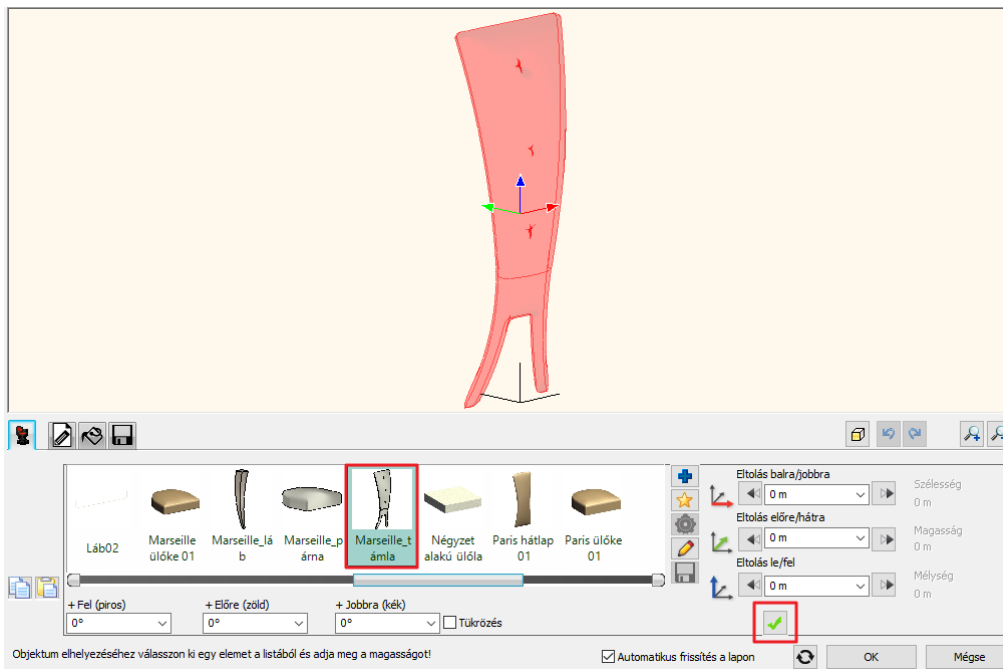 Láb02
Marseille
ülőke 01
Marseille_lá
b
Marseille_p
árna
Marseille_t
ámla
Négyzet
alakú ülőla
Paris hátlap
01
Paris ülőke
01
Eltolás balra/jobbra
0 m
Eltolás előre/hátra
0 m
Eltolás le/fel
0 m
Szélesség
0 m
Magasság
0 m
Mélység
0 m
+ Fel (piros)
0°
+ Előre (zöld)
0°
+ Jobbra (kék)
0°
Tükrözés
Objektum elhelyezéséhez válasszon ki egy elemet a listából és adja meg a magasságot!
Automatikus frissítés a lapon
OK
Mégse